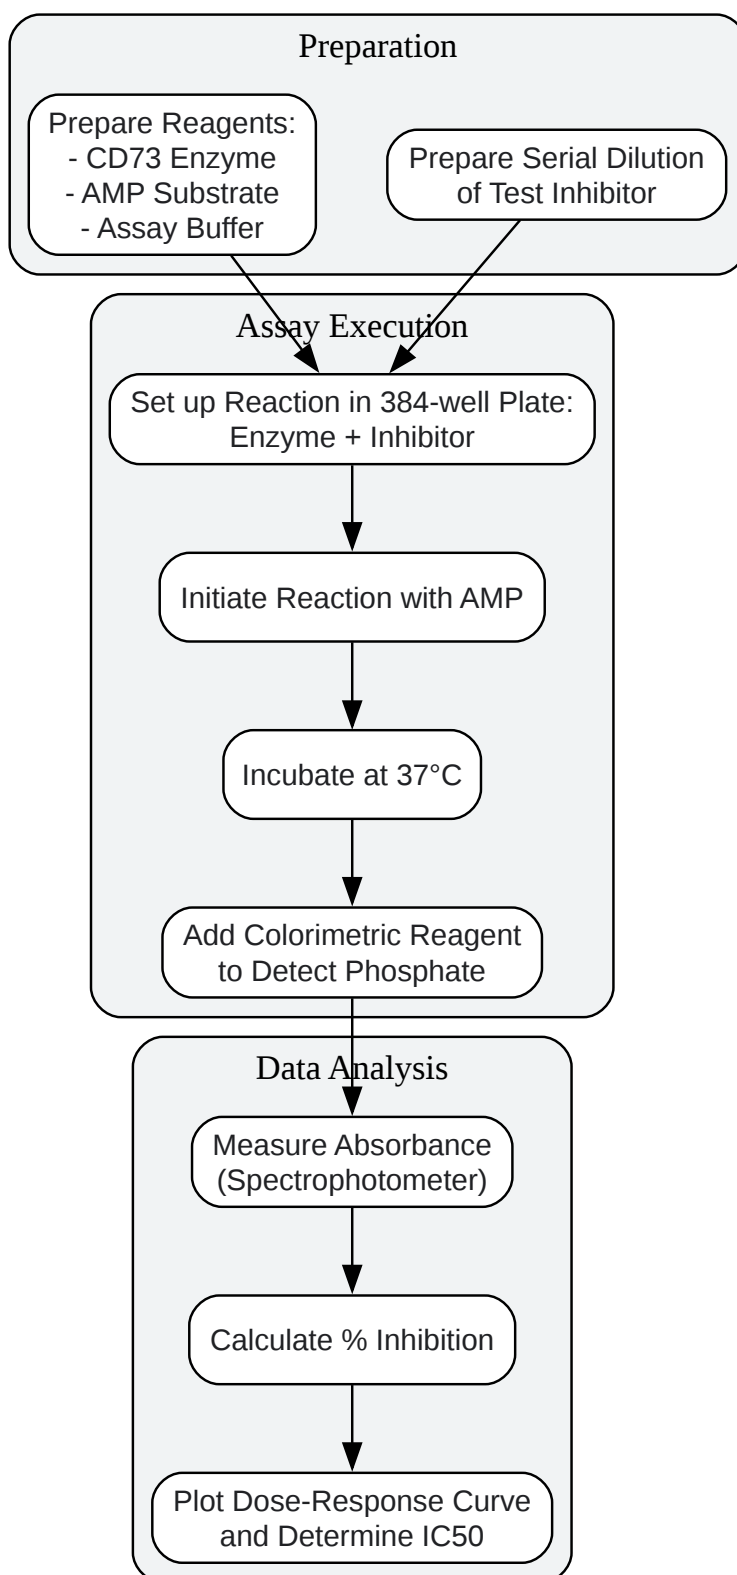 Preparation
Prepare Reagents:
- CD73 Enzyme
- AMP Substrate
- Assay Buffer
Prepare Serial Dilution
of Test Inhibitor
Assay Execution
Set up Reaction in 384-well Plate:
Enzyme + Inhibitor
Initiate Reaction with AMP
Incubate at 37°C
Add Colorimetric Reagent
to Detect Phosphate
Data Analysis
Measure Absorbance
(Spectrophotometer)
Calculate % Inhibition
Plot Dose-Response Curve
and Determine IC50